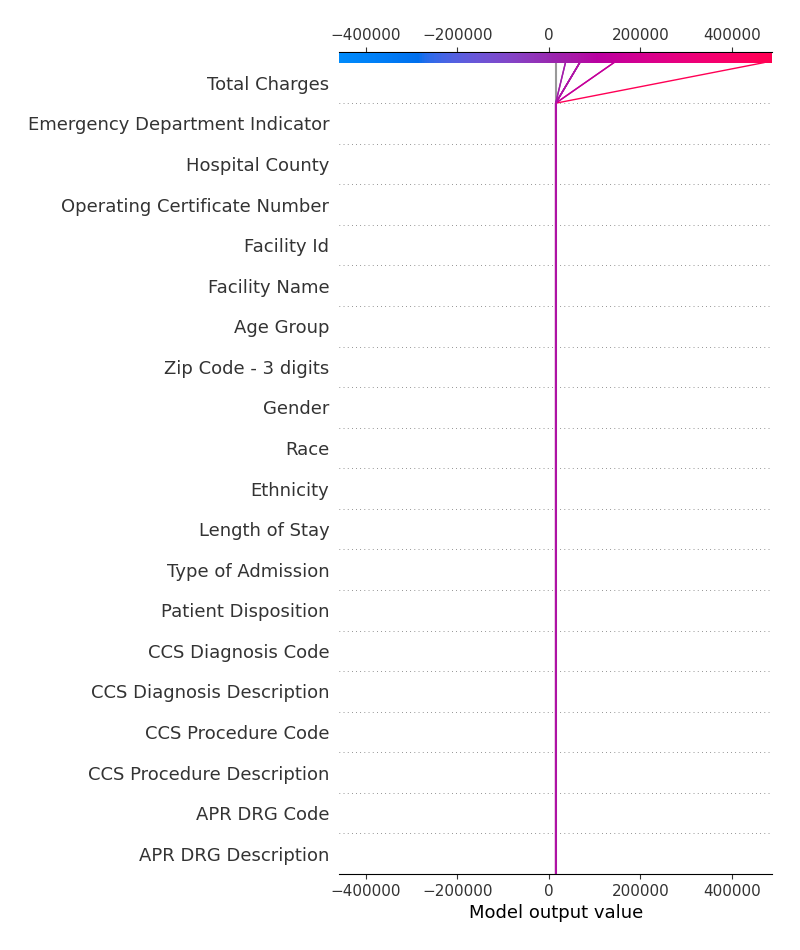 −400000 −200000 0 200000 400000
Total Charges
Emergency Department Indicator
Hospital County
Operating Certificate Number
Facility Id
Facility Name
Age Group
Zip Code - 3 digits
Gender
Race
Ethnicity
Length of Stay
Type of Admission
Patient Disposition
CCS Diagnosis Code
CCS Diagnosis Description
CCS Procedure Code
CCS Procedure Description
APR DRG Code
APR DRG Description
−400000 −200000 0 200000 400000
Model output value